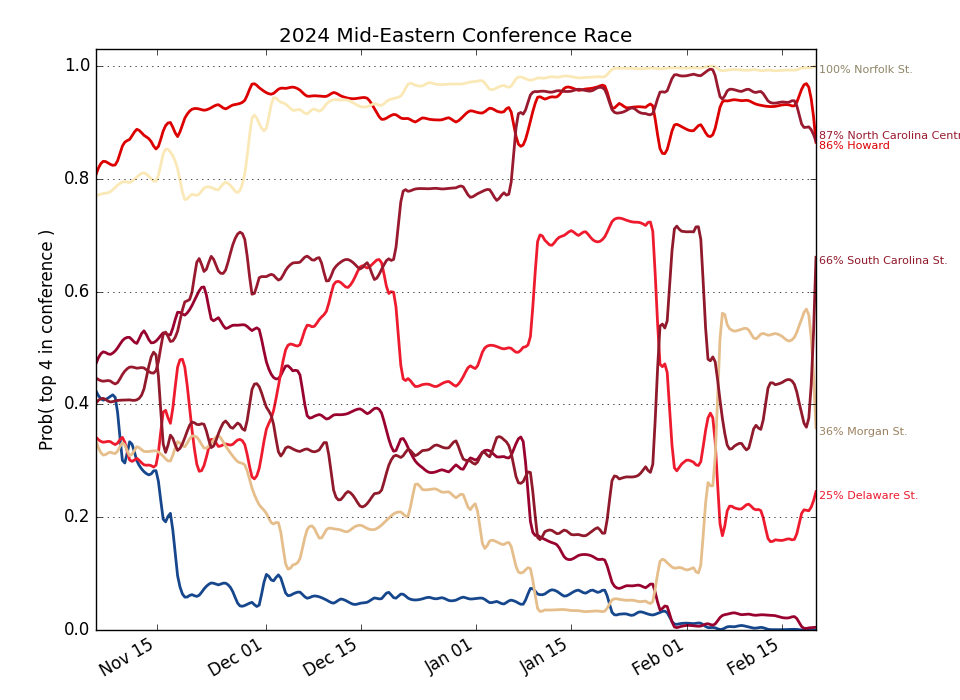 2024 Mid-Eastern Conference Race
Prob( top 4 in conference )
1.0
0.8
0.6
0.4
0.2
0.0
Nov 15
Dec 01
Dec 15
Jan 01
Jan 15
Feb 01
Feb 15
100% Norfolk St.
87% North Carolina Centr
86% Howard
66% South Carolina St.
36% Morgan St.
25% Delaware St.